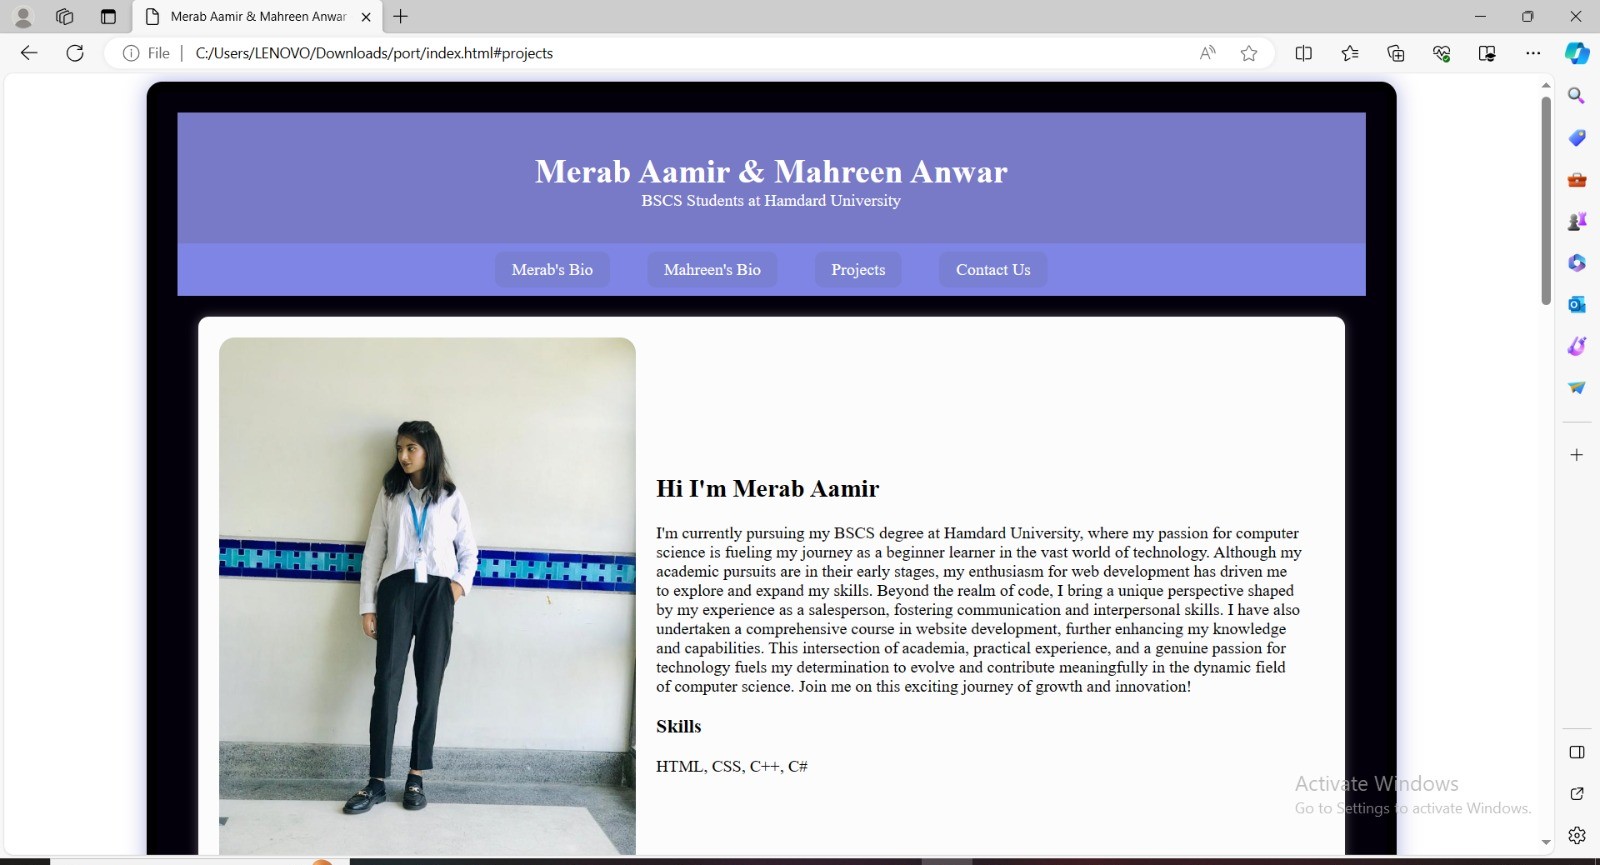 Merab Aamir & Mahreen Anwar
File
C:/Users/LENOVO/Downloads/port/index.html#projects
Merab Aamir & Mahreen Anwar
BSCS Students at Hamdard University
Merab's Bio
Mahreen's Bio
Projects
Contact Us
Hi I'm Merab Aamir
I'm currently pursuing my BSCS degree at Hamdard University, where my passion for computer
science is fueling my journey as a beginner learner in the vast world of technology. Although my
academic pursuits are in their early stages, my enthusiasm for web development has driven me
to explore and expand my skills. Beyond the realm of code, I bring a unique perspective shaped
by my experience as a salesperson, fostering communication and interpersonal skills. I have also
undertaken a comprehensive course in website development, further enhancing my knowledge
and capabilities. This intersection of academia, practical experience, and a genuine passion for
technology fuels my determination to evolve and contribute meaningfully in the dynamic field
of computer science. Join me on this exciting journey of growth and innovation!
Skills
HTML, CSS, C++, C#
Activate Windows
Go to Settings to activate Windows.